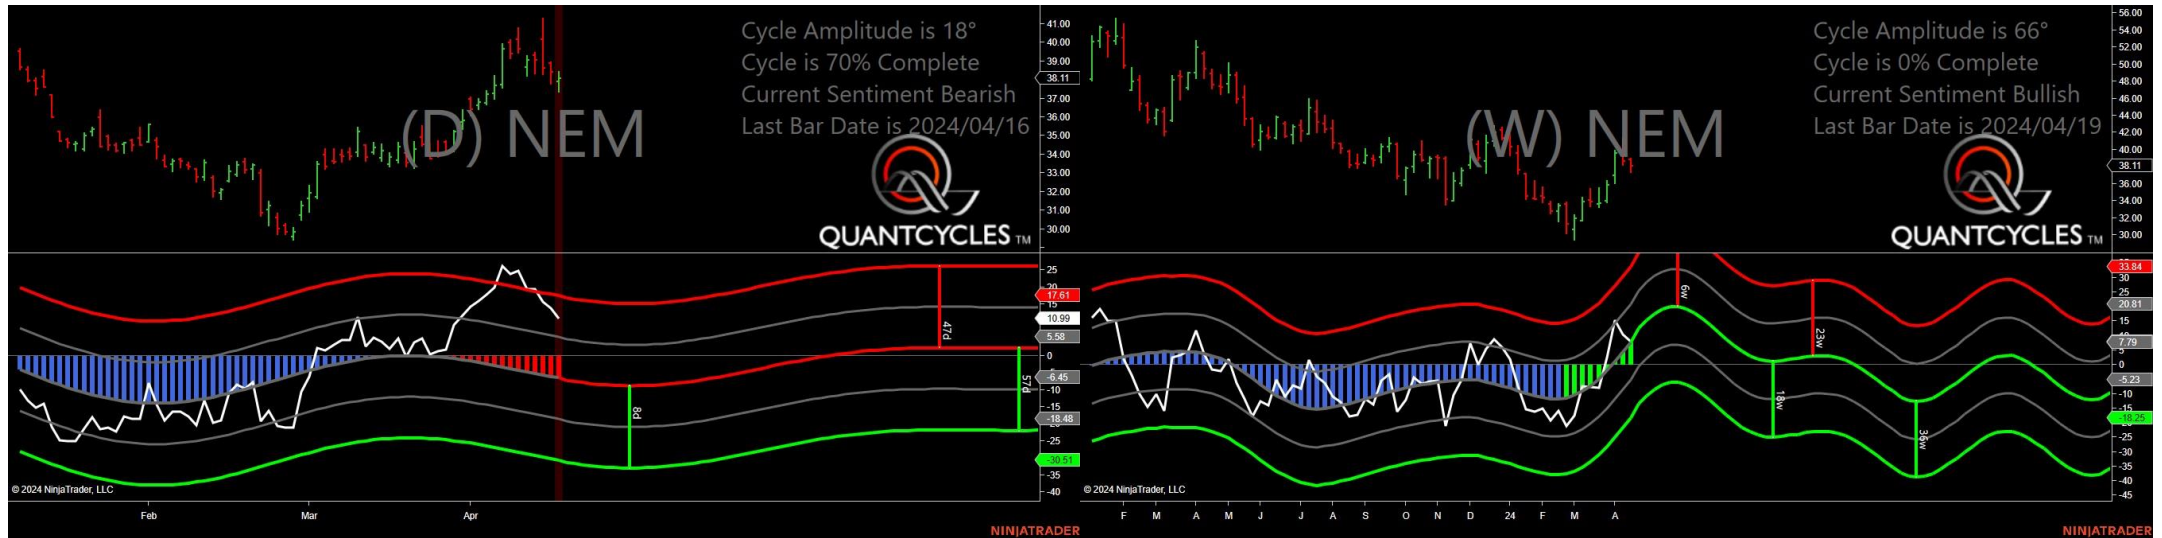 Cycle Amplitude is 18°
Cycle is 70% Complete
Current Sentiment Bearish
Last Bar Date is 2024/04/16
(D) NEM
QUANTCYCLES TM
41.00
40.00
39.00
38.11
37.00
36.00
35.00
34.00
33.00
32.00
31.00
30.00
25
20
17.61
15
10.99
5.58
0
-6.45
-10
-15
-18.48
-25
-30.51
-35
-40
47d
57d
8d
© 2024 NinjaTrader, LLC
Feb
Mar
Apr
NINJATRADER
Cycle Amplitude is 66°
Cycle is 0% Complete
Current Sentiment Bullish
Last Bar Date is 2024/04/19
(W) NEM
QUANTCYCLES TM
56.00
54.00
52.00
50.00
48.00
46.00
44.00
42.00
40.00
38.11
36.00
34.00
32.00
30.00
33.84
25
20.81
15
7.79
5
0
-5.23
-10
-18.25
-25
-30
-35
-40
-45
6w
23w
18w
36w
© 2024 NinjaTrader, LLC
F
M
A
M
J
J
A
S
O
N
D
24
F
M
A
NINJATRADER